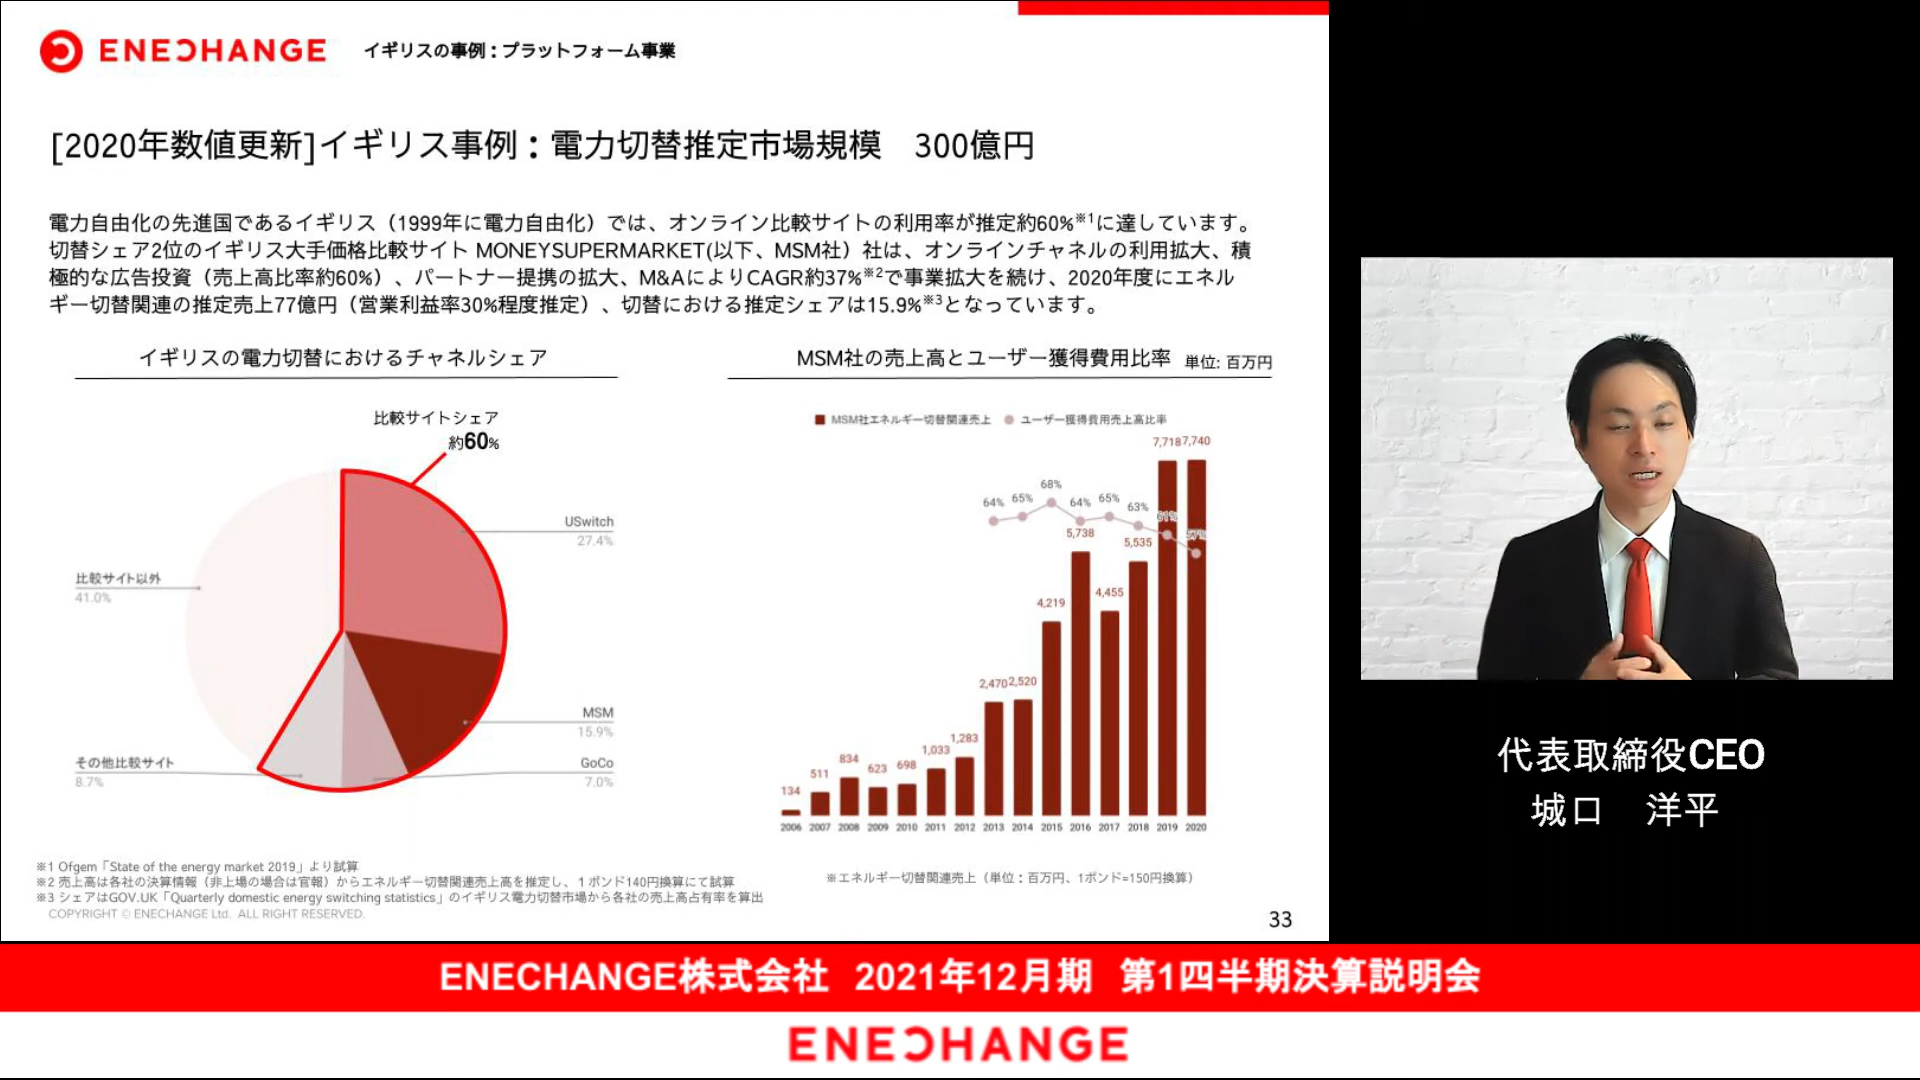 ENECHANGE
イギリスの事例：プラットフォーム事業
[2020年数値更新]イギリス事例：電力切替推定市場規模　300億円
電力自由化の先進国であるイギリス（1999年に電力自由化）では、オンライン比較サイトの利用率が推定約60%※1に達しています。
切替シェア2位のイギリス大手価格比較サイト MONEYSUPERMARKET(以下、MSM社）社は、オンラインチャネルの利用拡大、積
極的な広告投資（売上高比率約60%）、パートナー提携の拡大、M&AによりCAGR約37%※2で事業拡大を続け、2020年度にエネル
ギー切替関連の推定売上77億円（営業利益率30%程度推定）、切替における推定シェアは15.9%※3となっています。
イギリスの電力切替におけるチャネルシェア
比較サイトシェア
約60%
USwitch
27.4%
比較サイト以外
41.0%
MSM
15.9%
その他比較サイト
8.7%
GoCo
7.0%
MSM社の売上高とユーザー獲得費用比率 単位: 百万円
MSM社エネルギー切替関連売上 ユーザー獲得費用売上高比率
7,718 7,740
64% 65% 68% 64% 65% 63% 61% 57%
5,738
5,535
4,455
4,219
2,470 2,520
1,283
1,033
834
698
623
511
134
2006 2007 2008 2009 2010 2011 2012 2013 2014 2015 2016 2017 2018 2019 2020
※1 Ofgem「State of the energy market 2019」より試算
※2 売上高は各社の決算情報（非上場の場合は官報）からエネルギー切替関連売上高を推定し、１ポンド140円換算にて試算
※3 シェアはGOV.UK「Quarterly domestic energy switching statistics」のイギリス電力切替市場から各社の売上高占有率を算出
COPYRIGHT © ENECHANGE Ltd. ALL RIGHT RESERVED.
※エネルギー切替関連売上（単位：百万円、1ポンド=150円換算）
33
代表取締役CEO
城口　洋平
ENECHANGE株式会社 2021年12月期 第1四半期決算説明会
ENECHANGE